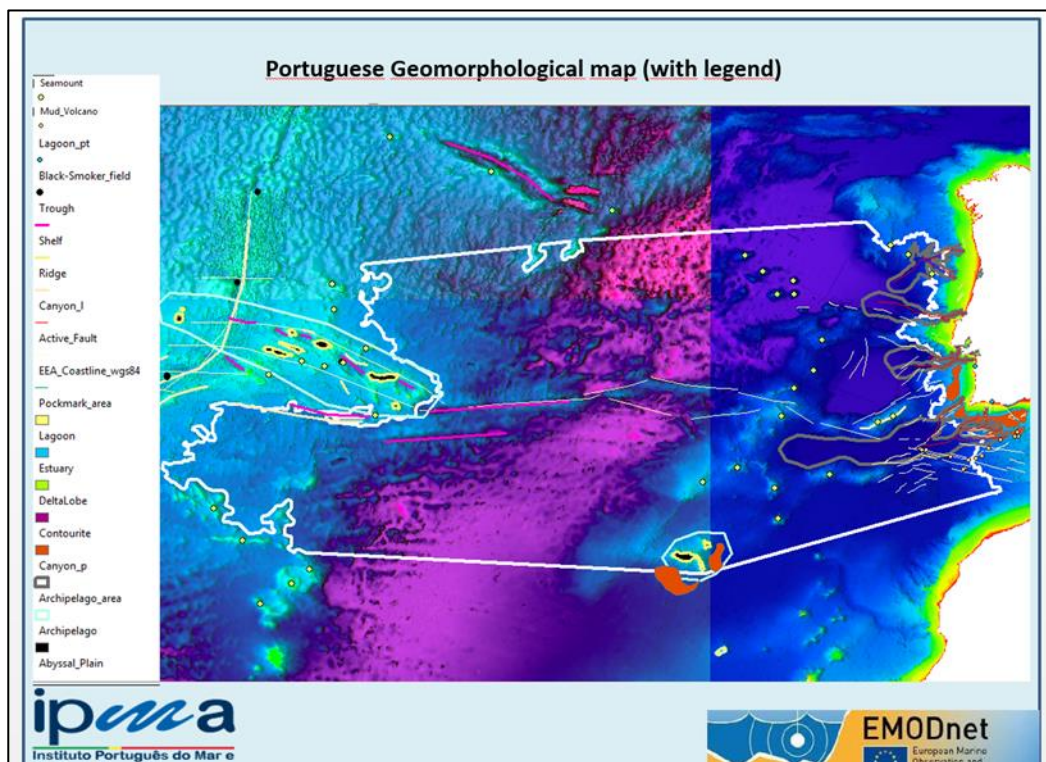 Portuguese Geomorphological map (with legend)
Seamount
Mud_Volcano
Lagoon_pt
Black-Smoker_field
Trough
Shelf
Ridge
Canyon_l
Active_Fault
EEA_Coastline_wgs84
Pockmark_area
Lagoon
Estuary
DeltaLobe
Contourite
Canyon_p
Archipelago_area
Archipelago
Abyssal_Plain
ipma
Instituto Português do Mar e
EMODnet
European Marine
Observation and